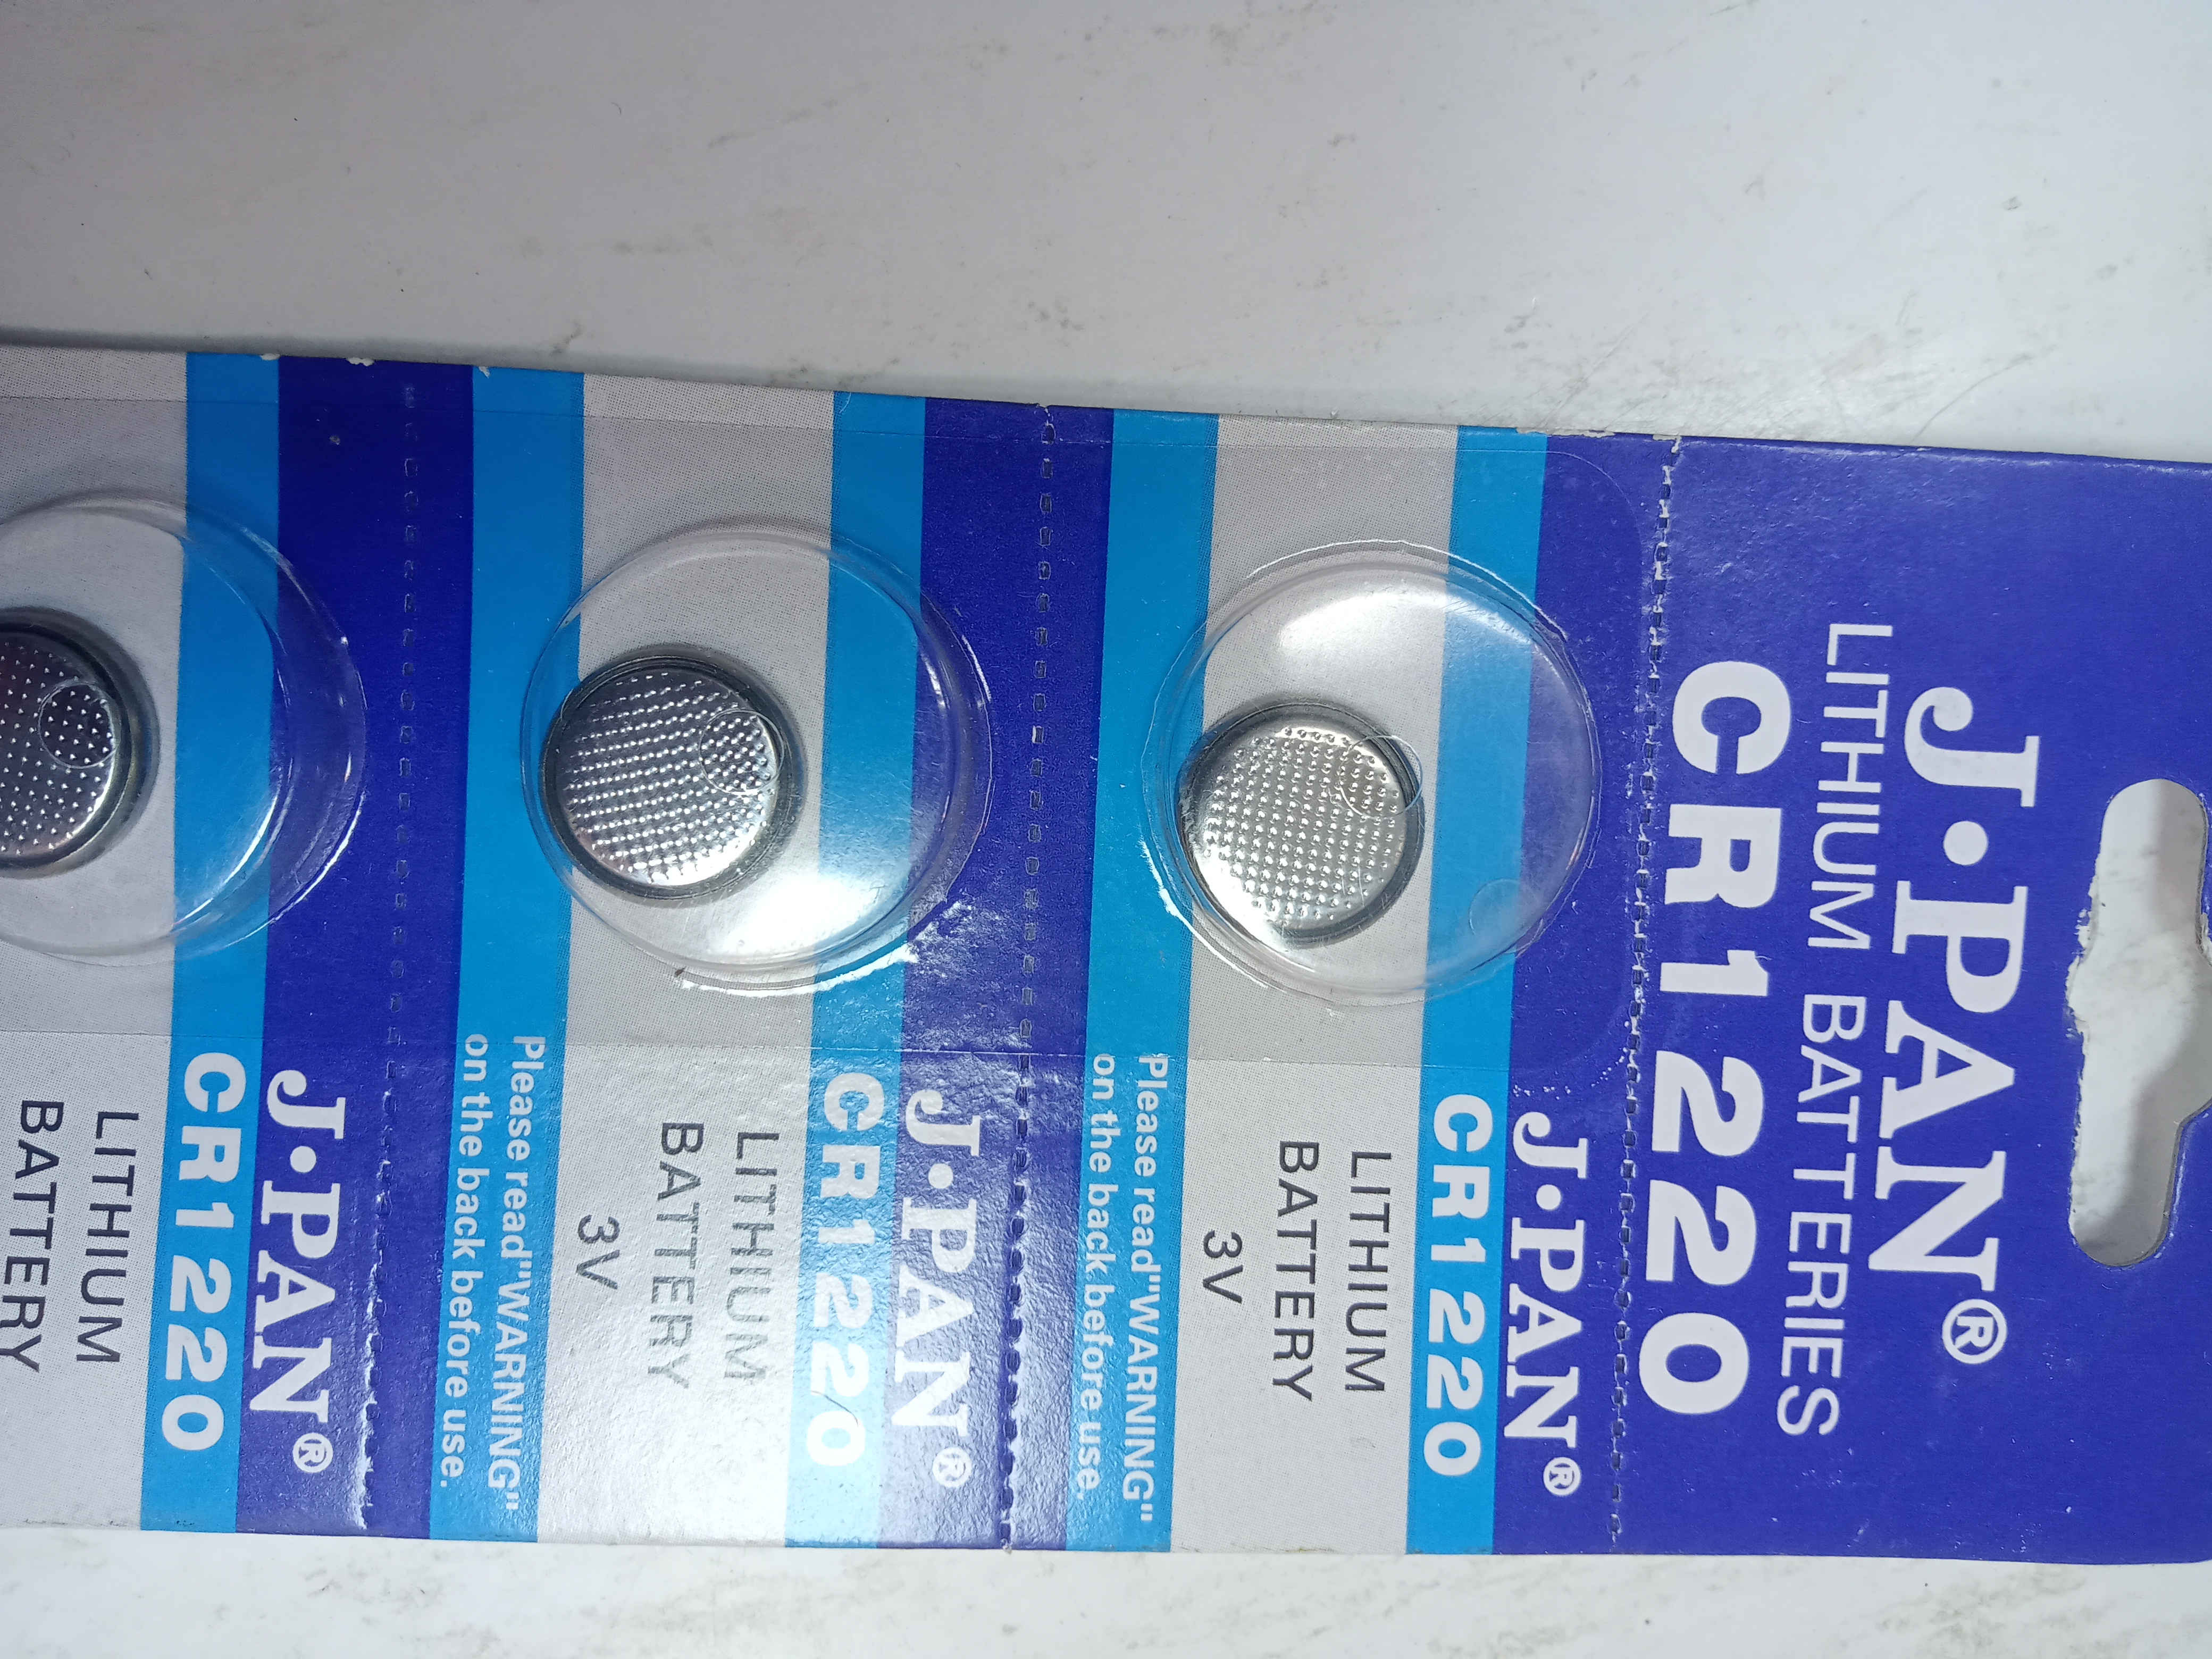 J·PAN®
LITHIUM BATTERIES
CR1220
J·PAN®
CR1220
LITHIUM
BATTERY
3V
Please read"WARNING"
on the back before use.
J·PAN®
CR1220
LITHIUM
BATTERY
3V
Please read"WARNING"
on the back before use.
J·PAN®
CR1220
LITHIUM
BATTERY